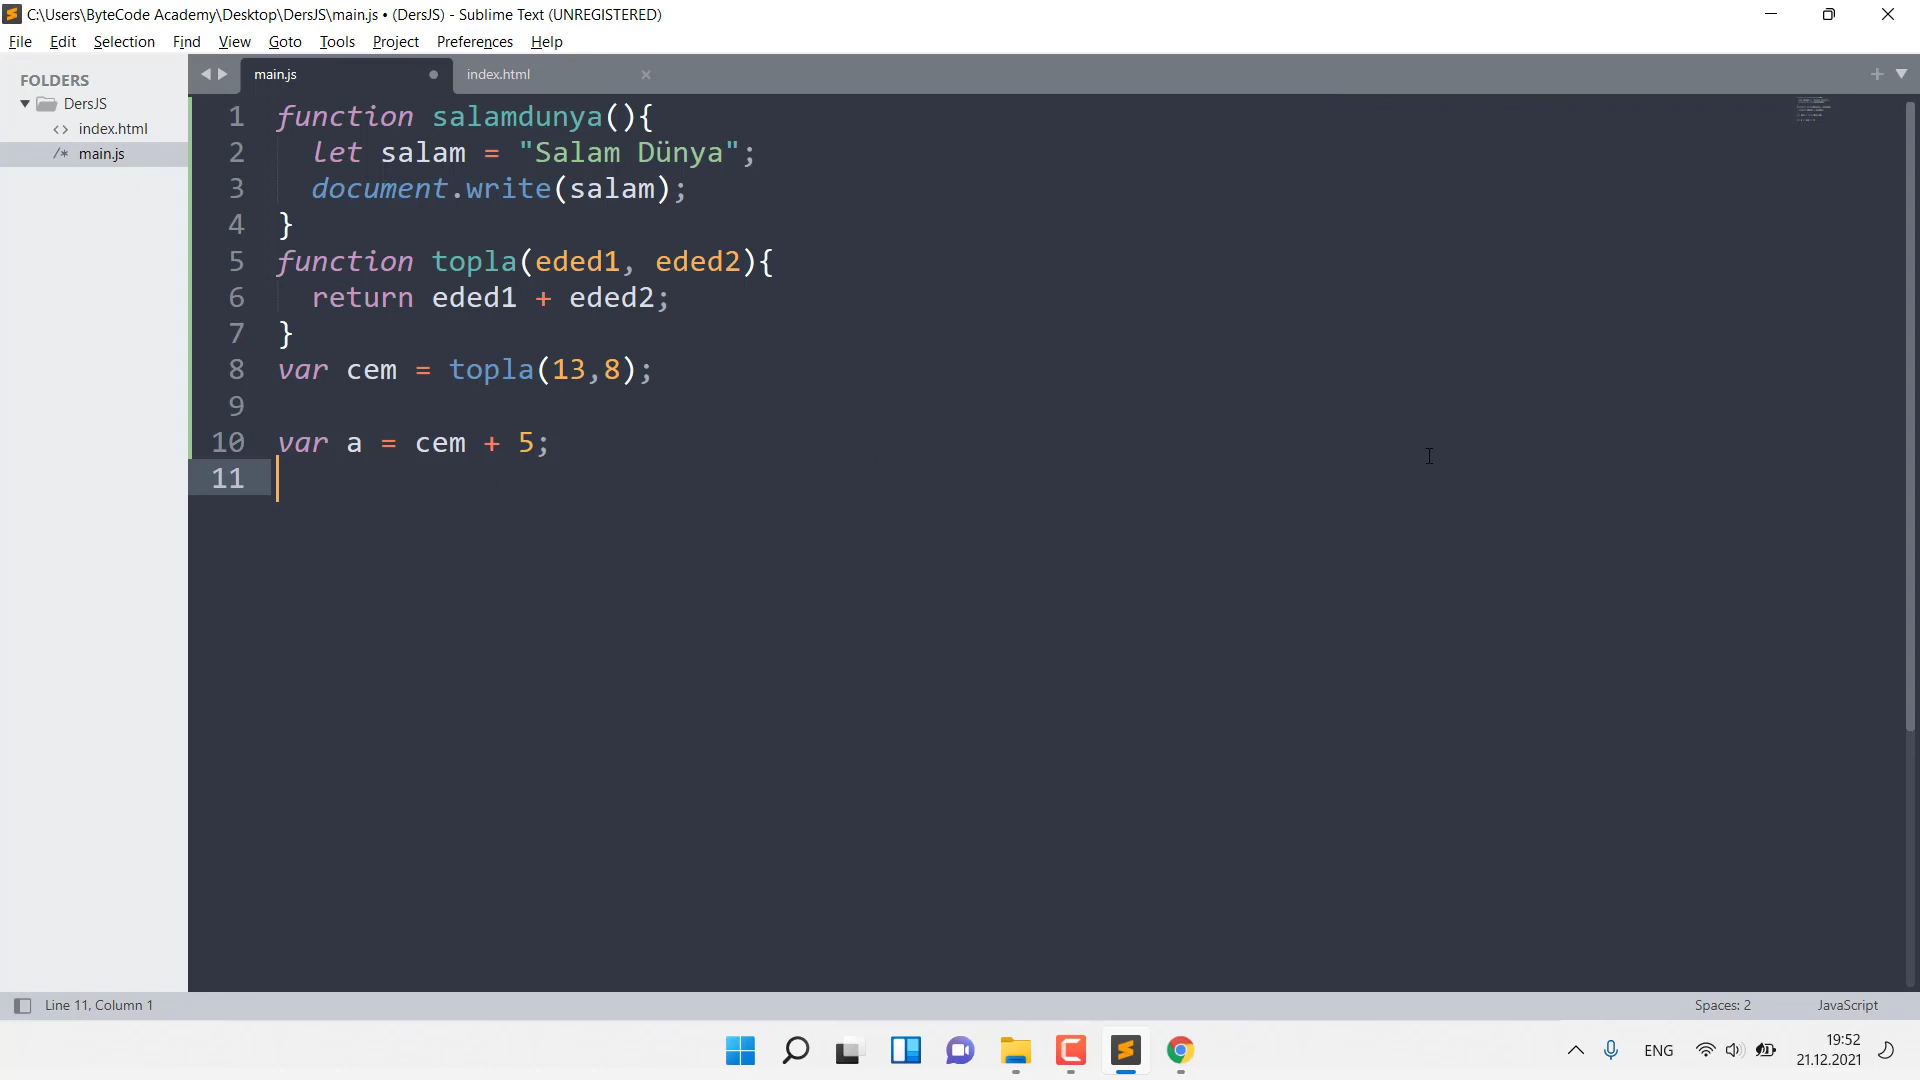 C:\Users\ByteCode Academy\Desktop\DersJS\main.js • (DersJS) - Sublime Text (UNREGISTERED)
File Edit Selection Find View Goto Tools Project Preferences Help
FOLDERS
DersJS
<> index.html
/* main.js
main.js
index.html
1 function salamdunya(){
2 let salam = "Salam Dünya";
3 document.write(salam);
4 }
5 function topla(eded1, eded2){
6 return eded1 + eded2;
7 }
8 var cem = topla(13,8);
9
10 var a = cem + 5;
11
Line 11, Column 1
Spaces: 2
JavaScript
ENG
19:52
21.12.2021